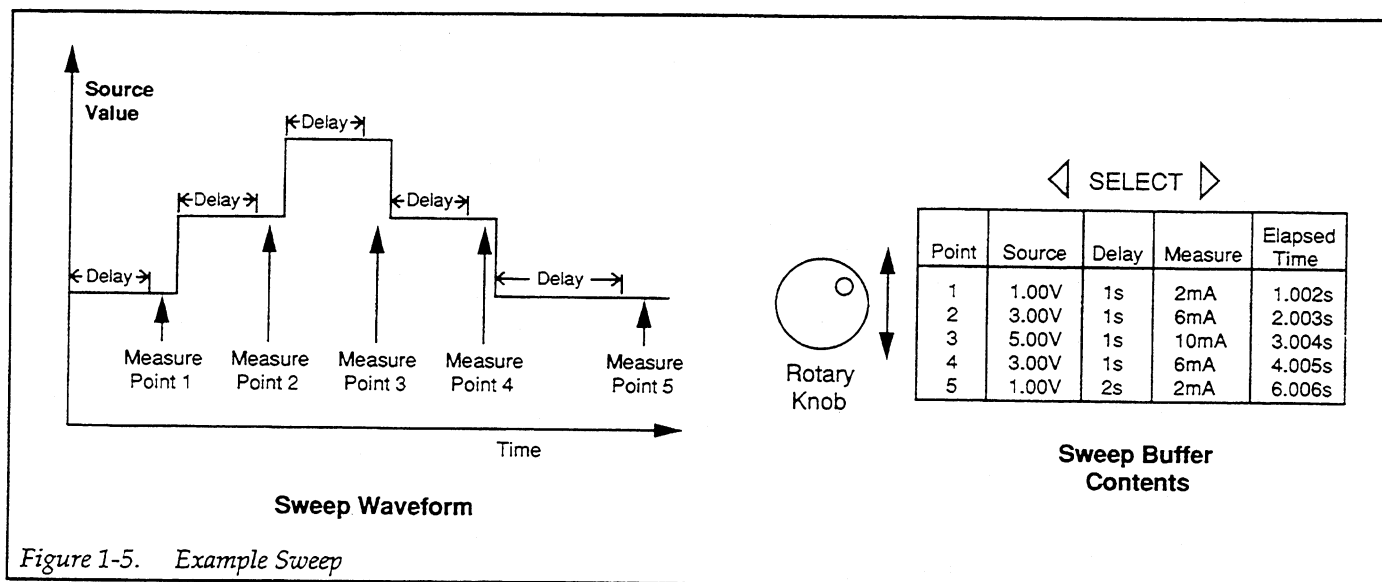 Source
Value
Delay
Delay
Delay
Delay
Delay
Measure
Point 1
Measure
Point 2
Measure
Point 3
Measure
Point 4
Measure
Point 5
Time
Sweep Waveform
SELECT
Rotary
Knob
Point Source Delay Measure Elapsed Time
1 1.00V 1s 2mA 1.002s
2 3.00V 1s 6mA 2.003s
3 5.00V 1s 10mA 3.004s
4 3.00V 1s 6mA 4.005s
5 1.00V 2s 2mA 6.006s
Sweep Buffer
Contents
Figure 1-5. Example Sweep